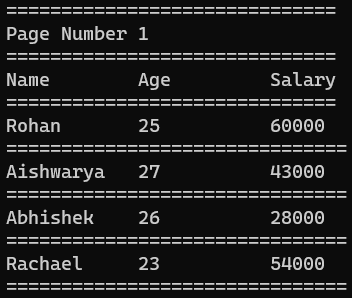 ==============================
Page Number 1
==============================
Name        Age         Salary
==============================
Rohan       25          60000
===============================
Aishwarya   27          43000
===============================
Abhishek    26          28000
===============================
Rachael     23          54000
===============================